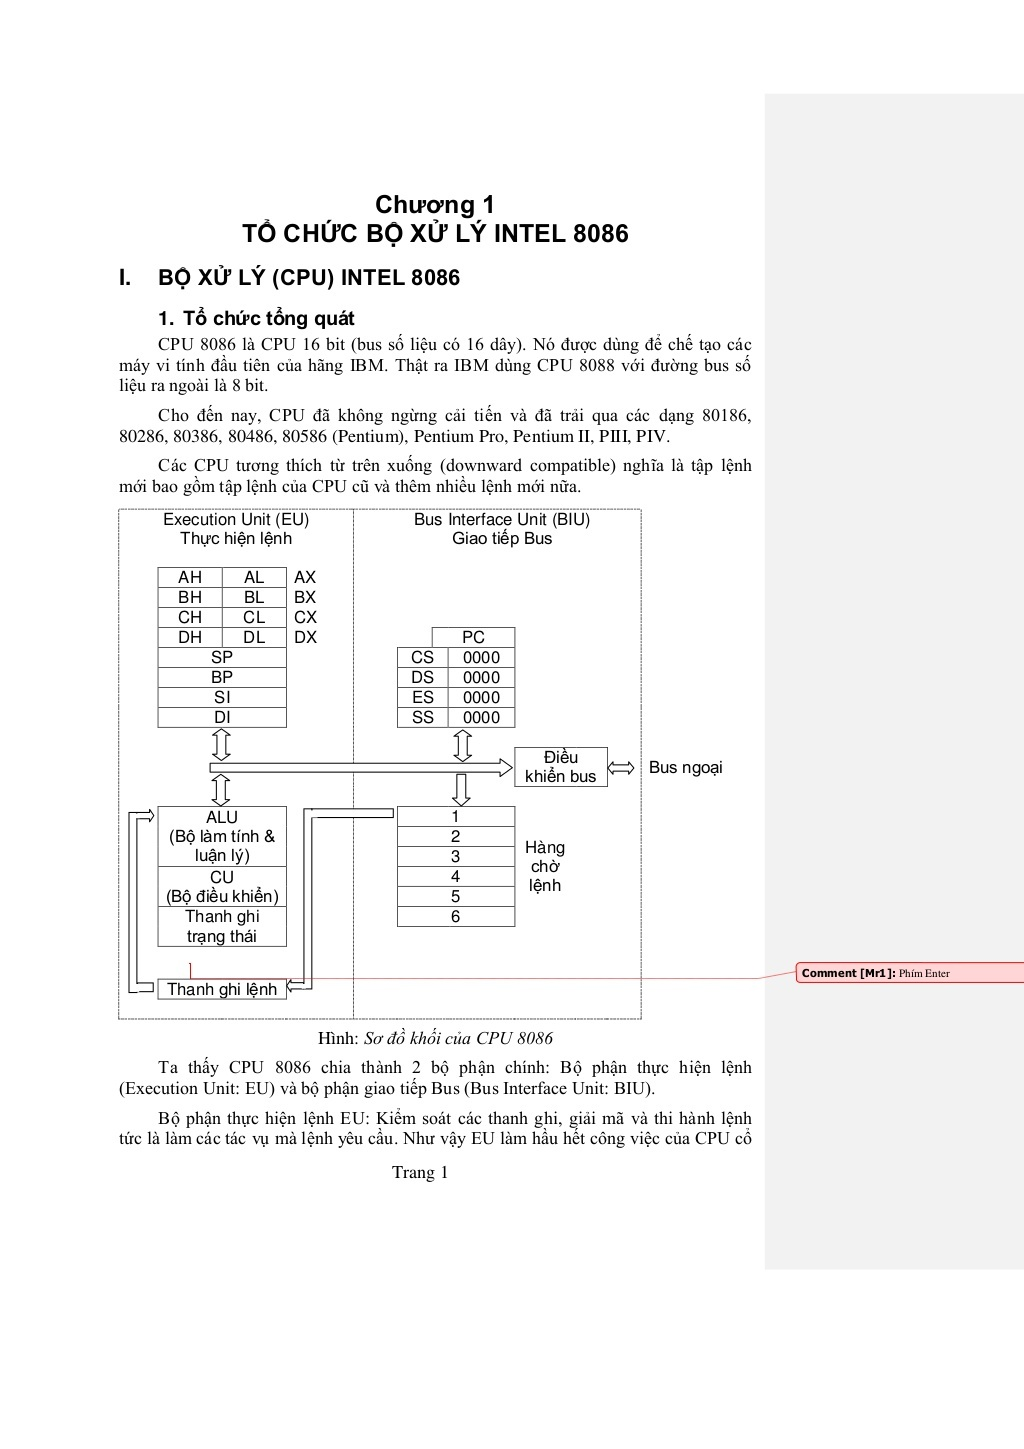 Chương 1
TỔ CHỨC BỘ XỬ LÝ INTEL 8086
I. BỘ XỬ LÝ (CPU) INTEL 8086
1. Tổ chức tổng quát
CPU 8086 là CPU 16 bit (bus số liệu có 16 dây). Nó được dùng để chế tạo các
máy vi tính đầu tiên của hãng IBM. Thật ra IBM dùng CPU 8088 với đường bus số
liệu ra ngoài là 8 bit.
Cho đến nay, CPU đã không ngừng cải tiến và đã trải qua các dạng 80186,
80286, 80386, 80486, 80586 (Pentium), Pentium Pro, Pentium II, PIII, PIV.
Các CPU tương thích từ trên xuống (downward compatible) nghĩa là tập lệnh
mới bao gồm tập lệnh của CPU cũ và thêm nhiều lệnh mới nữa.
Execution Unit (EU)
Thực hiện lệnh
Bus Interface Unit (BIU)
Giao tiếp Bus
AH AL AX
BH BL BX
CH CL CX
DH DL DX
SP
BP
SI
DI
PC
CS 0000
DS 0000
ES 0000
SS 0000
Điều
khiển bus
Bus ngoại
ALU
(Bộ làm tính &
luận lý)
CU
(Bộ điều khiển)
Thanh ghi
trạng thái
1
2
3
4
5
6
Hàng
chờ
lệnh
Comment [Mr1]: Phím Enter
Thanh ghi lệnh
Hình: Sơ đồ khối của CPU 8086
Ta thấy CPU 8086 chia thành 2 bộ phận chính: Bộ phận thực hiện lệnh
(Execution Unit: EU) và bộ phận giao tiếp Bus (Bus Interface Unit: BIU).
Bộ phận thực hiện lệnh EU: Kiểm soát các thanh ghi, giải mã và thi hành lệnh
tức là làm các tác vụ mà lệnh yêu cầu. Như vậy EU làm hầu hết công việc của CPU cổ
Trang 1